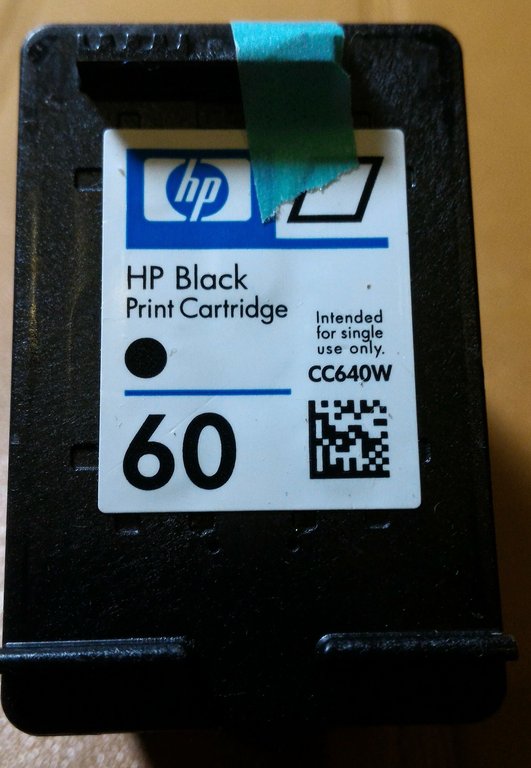 hp
HP Black
Print Cartridge
Intended
for single
use only.
CC640W
60